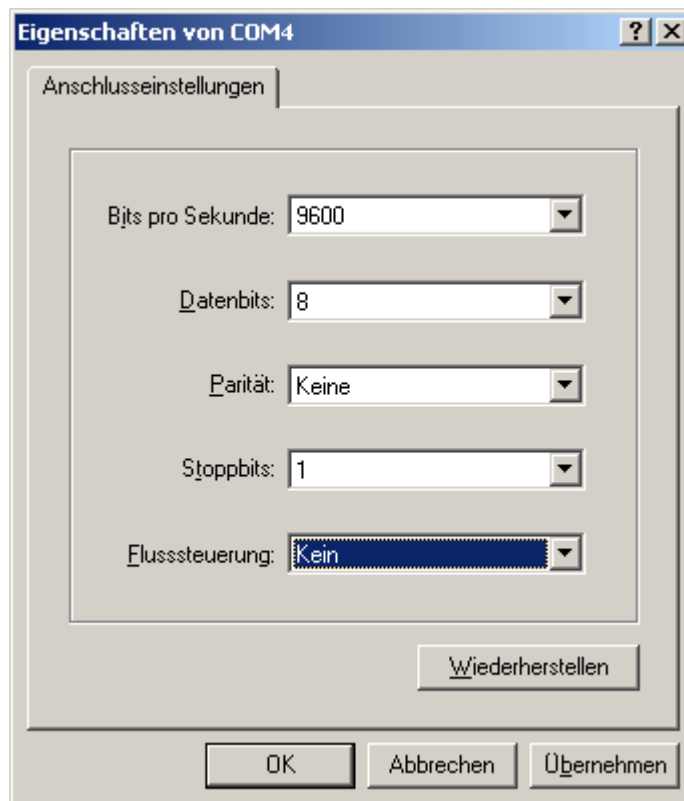 Eigenschaften von COM4
Anschlusseinstellungen
Bits pro Sekunde: 9600
Datenbits: 8
Parität: Keine
Stoppbits: 1
Flusssteuerung: Kein
Wiederherstellen
OK Abbrechen Übernehmen